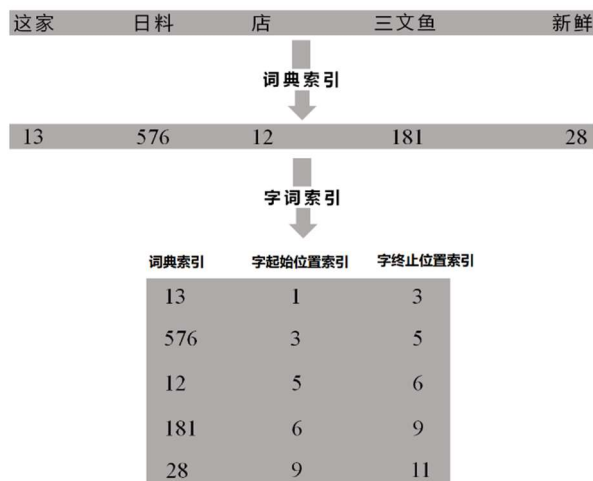 这家 日料 店 三文鱼 新鲜
词典索引
13 576 12 181 28
字词索引
词典索引 字起始位置索引 字终止位置索引
13 1 3
576 3 5
12 5 6
181 6 9
28 9 11